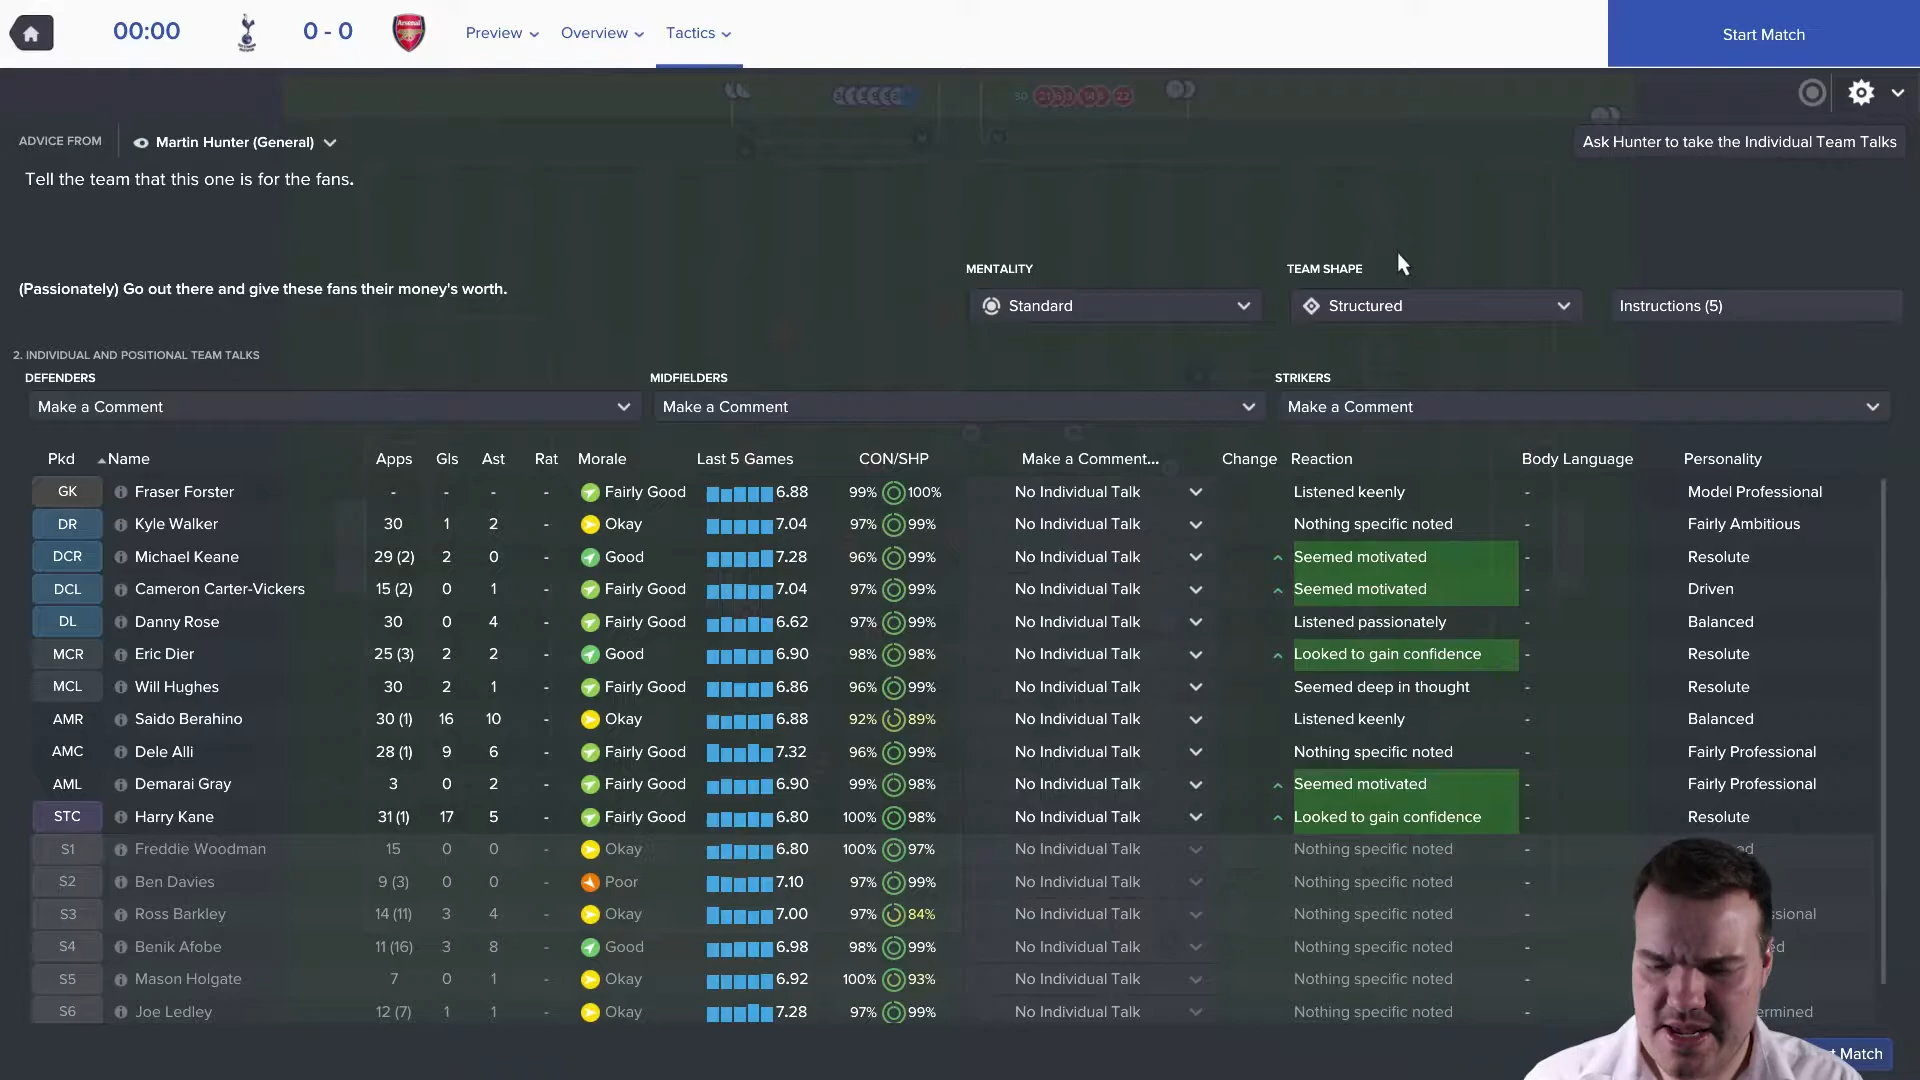 00:00 0 - 0 Arsenal Preview Overview Tactics Start Match
ADVICE FROM Martin Hunter (General) Ask Hunter to take the Individual Team Talks
Tell the team that this one is for the fans.
MENTALITY TEAM SHAPE
(Passionately) Go out there and give these fans their money's worth. Standard Structured Instructions (5)
2. INDIVIDUAL AND POSITIONAL TEAM TALKS
DEFENDERS MIDFIELDERS STRIKERS
Make a Comment Make a Comment Make a Comment
Pkd Name Apps Gls Ast Rat Morale Last 5 Games CON/SHP Make a Comment... Change Reaction Body Language Personality
GK Fraser Forster - - - - Fairly Good 6.88 99% 100% No Individual Talk Listened keenly - Model Professional
DR Kyle Walker 30 1 2 - Okay 7.04 97% 99% No Individual Talk Nothing specific noted - Fairly Ambitious
DCR Michael Keane 29 (2) 2 0 - Good 7.28 96% 99% No Individual Talk Seemed motivated - Resolute
DCL Cameron Carter-Vickers 15 (2) 0 1 - Fairly Good 7.04 97% 99% No Individual Talk Seemed motivated - Driven
DL Danny Rose 30 0 4 - Fairly Good 6.62 97% 99% No Individual Talk Listened passionately - Balanced
MCR Eric Dier 25 (3) 2 2 - Good 6.90 98% 98% No Individual Talk Looked to gain confidence - Resolute
MCL Will Hughes 30 2 1 - Fairly Good 6.86 96% 99% No Individual Talk Seemed deep in thought - Resolute
AMR Saido Berahino 30 (1) 16 10 - Okay 6.88 92% 89% No Individual Talk Listened keenly - Balanced
AMC Dele Alli 28 (1) 9 6 - Fairly Good 7.32 96% 99% No Individual Talk Nothing specific noted - Fairly Professional
AML Demarai Gray 3 0 2 - Fairly Good 6.90 99% 98% No Individual Talk Seemed motivated - Fairly Professional
STC Harry Kane 31 (1) 17 5 - Fairly Good 6.80 100% 98% No Individual Talk Looked to gain confidence - Resolute
S1 Freddie Woodman 15 0 0 - Okay 6.80 100% 97% No Individual Talk Nothing specific noted -
S2 Ben Davies 9 (3) 0 0 - Poor 7.10 97% 99% No Individual Talk Nothing specific noted -
S3 Ross Barkley 14 (11) 3 4 - Okay 7.00 97% 84% No Individual Talk Nothing specific noted -
S4 Benik Afobe 11 (16) 3 8 - Good 6.98 98% 99% No Individual Talk Nothing specific noted -
S5 Mason Holgate 7 0 1 - Okay 6.92 100% 93% No Individual Talk Nothing specific noted -
S6 Joe Ledley 12 (7) 1 1 - Okay 7.28 97% 99% No Individual Talk Nothing specific noted -
Match